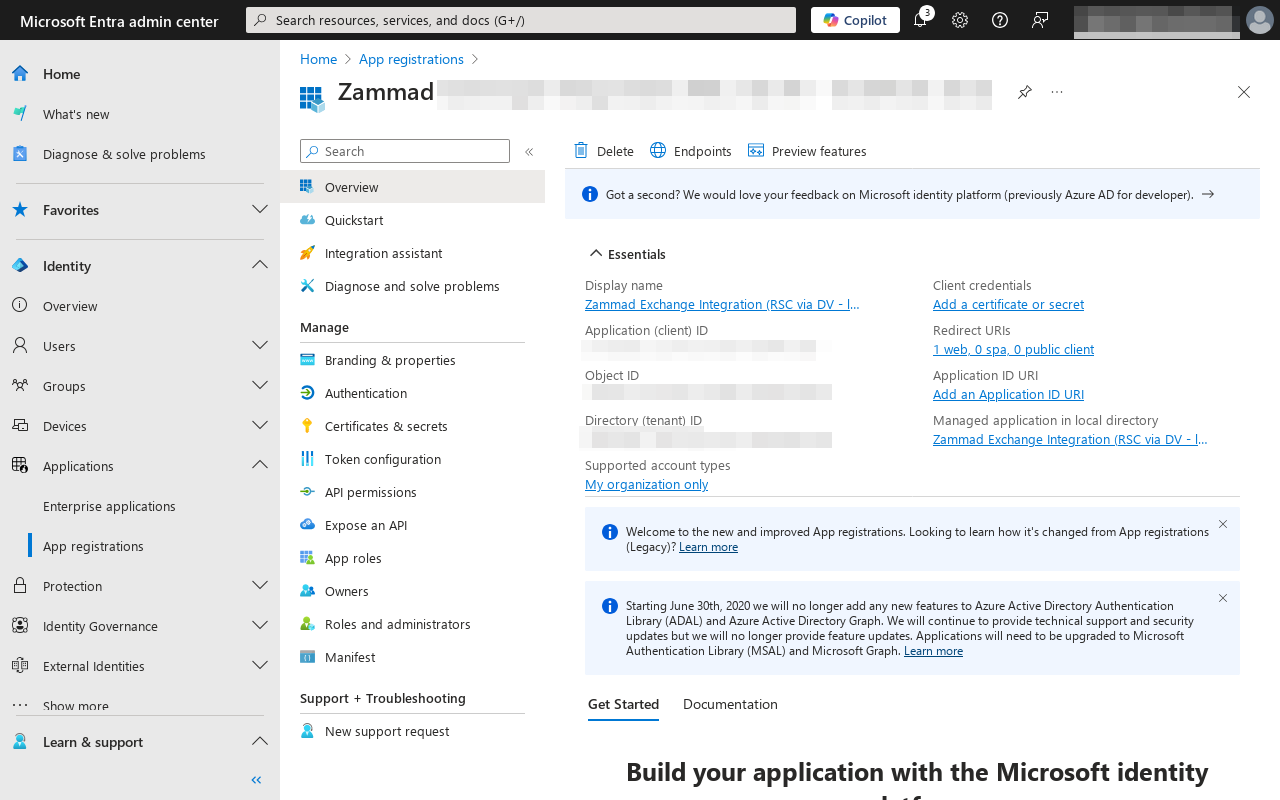 Microsoft Entra admin center
Search resources, services, and docs (G+/)
Copilot
3
Home
What's new
Diagnose & solve problems
Favorites
Identity
Overview
Users
Groups
Devices
Applications
Enterprise applications
App registrations
Protection
Identity Governance
External Identities
Show more
Learn & support
Home
App registrations
Zammad
Search
Overview
Quickstart
Integration assistant
Diagnose and solve problems
Manage
Branding & properties
Authentication
Certificates & secrets
Token configuration
API permissions
Expose an API
App roles
Owners
Roles and administrators
Manifest
Support + Troubleshooting
New support request
Delete
Endpoints
Preview features
Got a second? We would love your feedback on Microsoft identity platform (previously Azure AD for developer).
Essentials
Display name
Zammad Exchange Integration (RSC via DV - l...
Application (client) ID
Object ID
Directory (tenant) ID
Supported account types
My organization only
Client credentials
Add a certificate or secret
Redirect URIs
1 web, 0 spa, 0 public client
Application ID URI
Add an Application ID URI
Managed application in local directory
Zammad Exchange Integration (RSC via DV - l...
Welcome to the new and improved App registrations. Looking to learn how it's changed from App registrations
(Legacy)? Learn more
Starting June 30th, 2020 we will no longer add any new features to Azure Active Directory Authentication
Library (ADAL) and Azure Active Directory Graph. We will continue to provide technical support and security
updates but we will no longer provide feature updates. Applications will need to be upgraded to Microsoft
Authentication Library (MSAL) and Microsoft Graph. Learn more
Get Started
Documentation
Build your application with the Microsoft identity